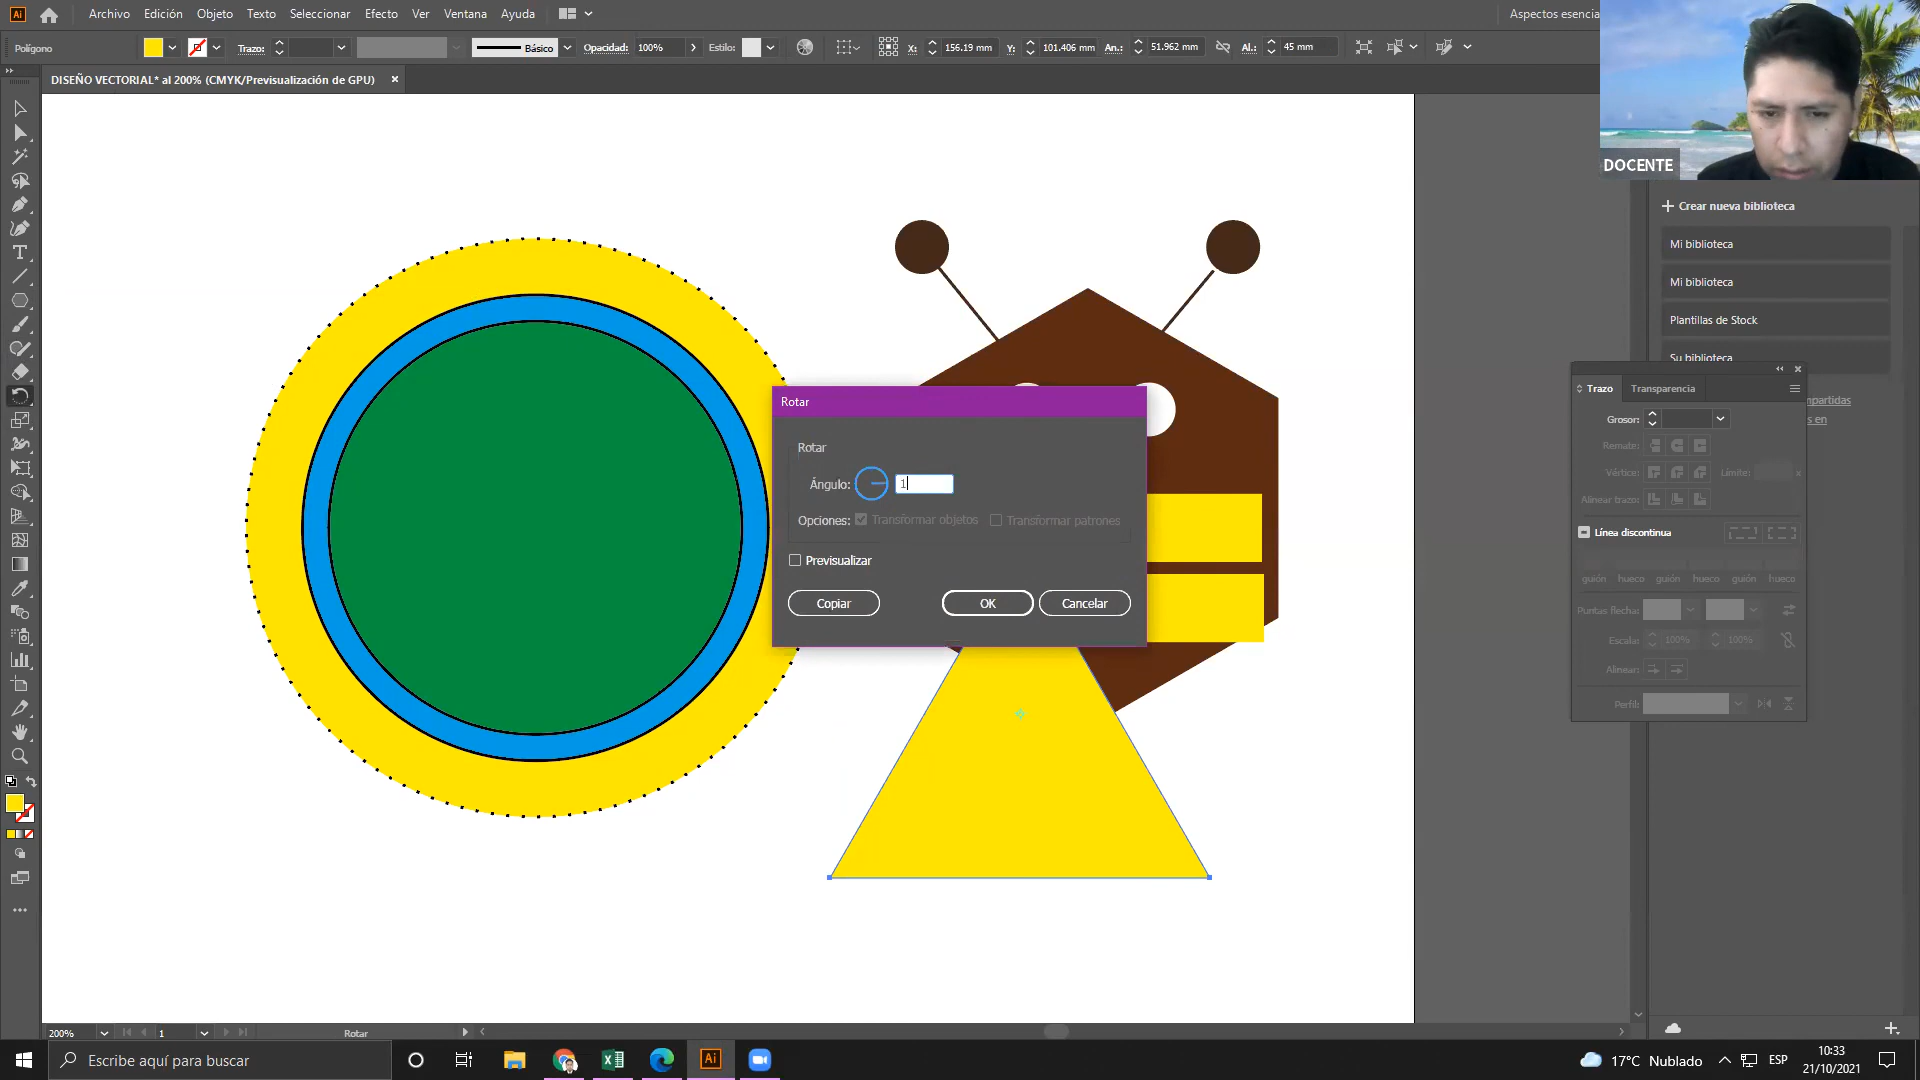 Ai Archivo Edición Objeto Texto Seleccionar Efecto Ver Ventana Ayuda Aspectos esencia
Polígono Trazo: Básico Opacidad: 100% Estilo: X: 156.19 mm Y: 101.406 mm An.: 51.962 mm Al.: 45 mm
DISEÑO VECTORIAL* al 200% (CMYK/Previsualización de GPU) ×
DOCENTE
Crear nueva biblioteca
Mi biblioteca
Mi biblioteca
Plantillas de Stock
Su biblioteca
Trazo Transparencia
mpartidas
Grosor:
s en
Remate:
Vértice: Límite: x
Alinear trazo:
Línea discontinua
guión hueco guión hueco guión hueco
Puntas flecha:
Escala: 100% 100%
Alinear:
Perfil:
Rotar
Rotar
Ángulo: 1
Opciones: Transformar objetos Transformar patrones
Previsualizar
Copiar OK Cancelar
200% 1 Rotar
Escribe aquí para buscar Ai 17°C Nublado ESP 10:33
21/10/2021